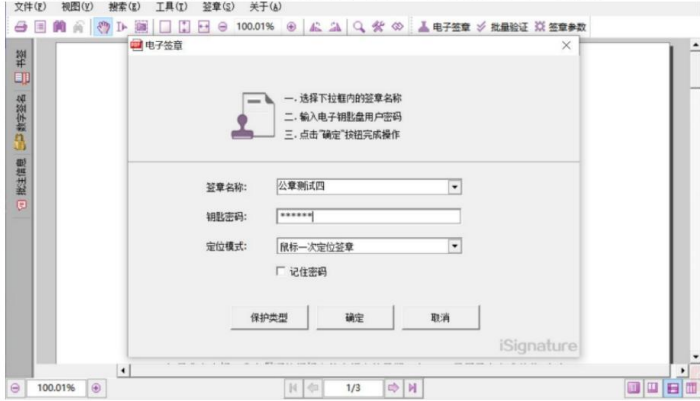 文件(F) 视图(V) 搜索(E) 工具(T) 签章(S) 关于(A)
100.01% 电子签章 批量验证 签章参数
电子签章
书签
数字签名
批注信息
一. 选择下拉框内的签章名称
二. 输入电子钥匙盘用户密码
三. 点击"确定"按钮完成操作
签章名称: 公章测试四
钥匙密码: ******
定位模式: 鼠标一次定位签章
记住密码
保护类型 确定 取消
iSignature
100.01% 1/3